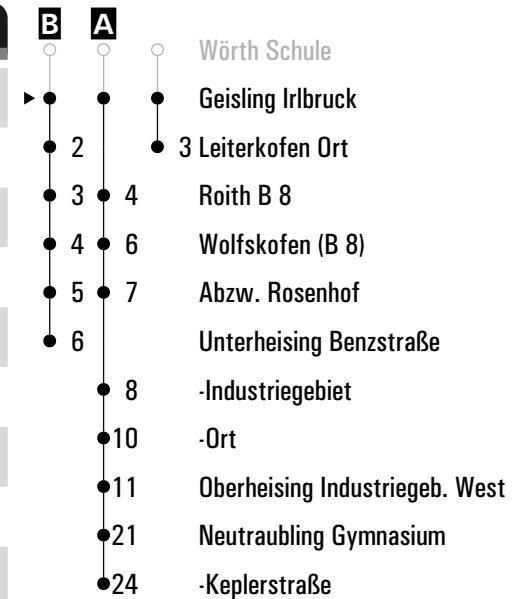 B A
Wörth Schule
Geisling Irlbruck
2 3 Leiterkofen Ort
3 4 Roith B 8
4 6 Wolfskofen (B 8)
5 7 Abzw. Rosenhof
6 Unterheising Benzstraße
8 -Industriegebiet
10 -Ort
11 Oberheising Industriegeb. West
21 Neutraubling Gymnasium
24 -Keplerstraße